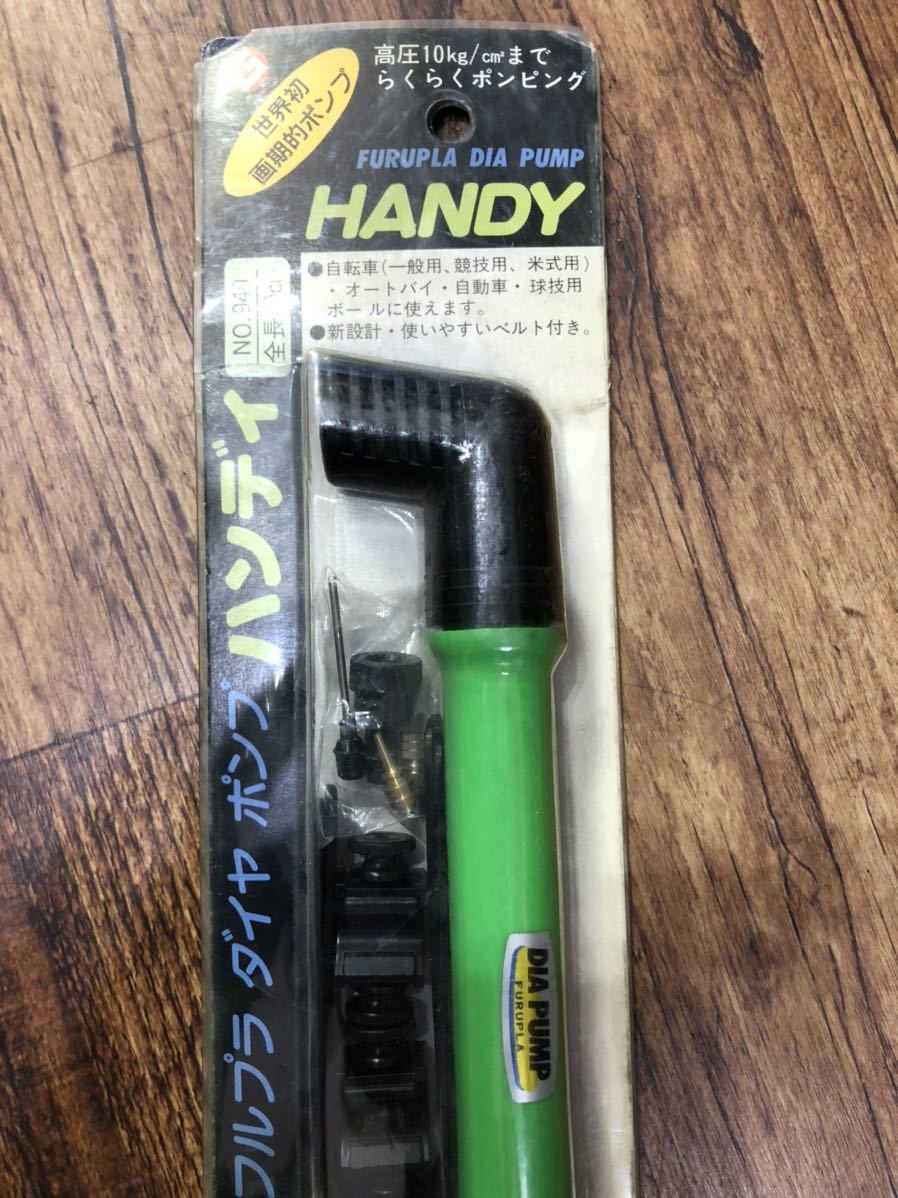 世界初
画期的ポンプ
高圧10kg/cm²まで
らくらくポンピング
FURUPLA DIA PUMP
HANDY
●自転車(一般用、競技用、米式用)
・オートバイ・自動車・球技用
ボールに使えます。
●新設計・使いやすいベルト付き。
全長
フルプラ ダイヤ ポンプ ハンディ
DIA PUMP
FURUPLA